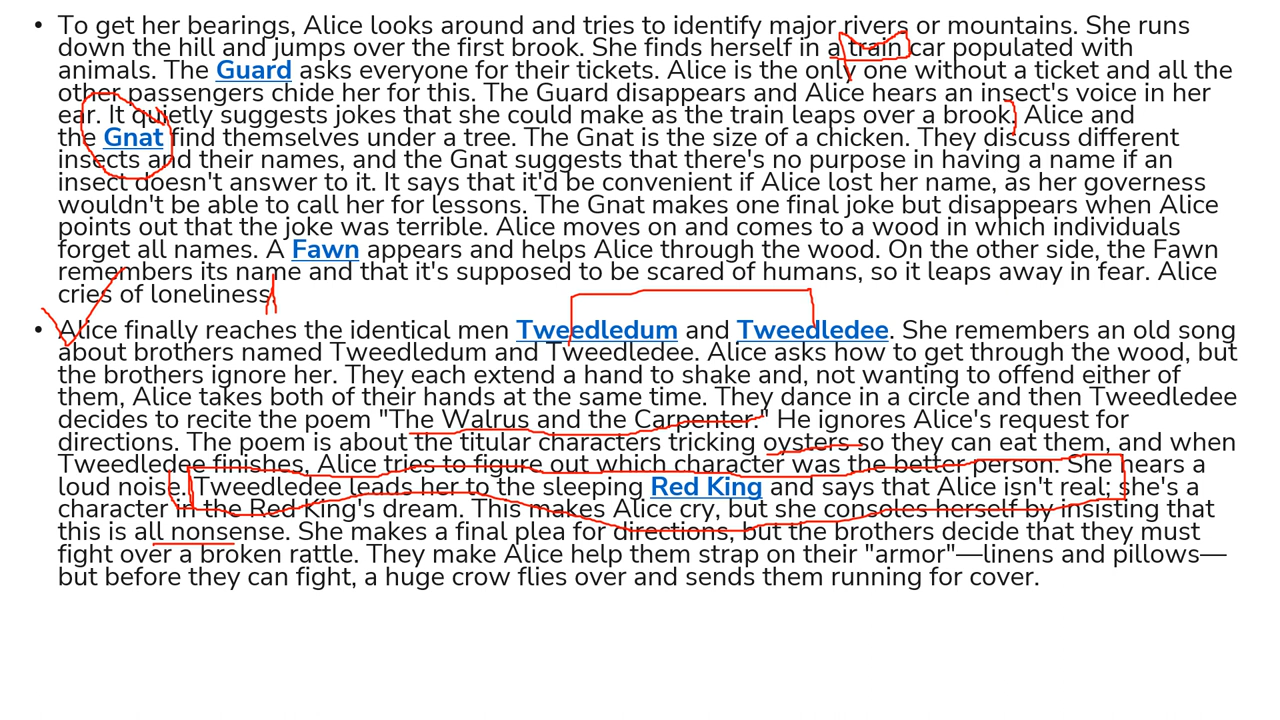 • To get her bearings, Alice looks around and tries to identify major rivers or mountains. She runs
down the hill and jumps over the first brook. She finds herself in a train car populated with
animals. The Guard asks everyone for their tickets. Alice is the only one without a ticket and all the
other passengers chide her for this. The Guard disappears and Alice hears an insect's voice in her
ear. It quietly suggests jokes that she could make as the train leaps over a brook. Alice and
the Gnat find themselves under a tree. The Gnat is the size of a chicken. They discuss different
insects and their names, and the Gnat suggests that there's no purpose in having a name if an
insect doesn't answer to it. It says that it'd be convenient if Alice lost her name, as her governess
wouldn't be able to call her for lessons. The Gnat makes one final joke but disappears when Alice
points out that the joke was terrible. Alice moves on and comes to a wood in which individuals
forget all names. A Fawn appears and helps Alice through the wood. On the other side, the Fawn
remembers its name and that it's supposed to be scared of humans, so it leaps away in fear. Alice
cries of loneliness.
• Alice finally reaches the identical men Tweedledum and Tweedledee. She remembers an old song
about brothers named Tweedledum and Tweedledee. Alice asks how to get through the wood, but
the brothers ignore her. They each extend a hand to shake and, not wanting to offend either of
them, Alice takes both of their hands at the same time. They dance in a circle and then Tweedledee
decides to recite the poem "The Walrus and the Carpenter." He ignores Alice's request for
directions. The poem is about the titular characters tricking oysters so they can eat them, and when
Tweedledee finishes, Alice tries to figure out which character was the better person. She hears a
loud noise. Tweedledee leads her to the sleeping Red King and says that Alice isn't real; she's a
character in the Red King's dream. This makes Alice cry, but she consoles herself by insisting that
this is all nonsense. She makes a final plea for directions, but the brothers decide that they must
fight over a broken rattle. They make Alice help them strap on their "armor"—linens and pillows—
but before they can fight, a huge crow flies over and sends them running for cover.